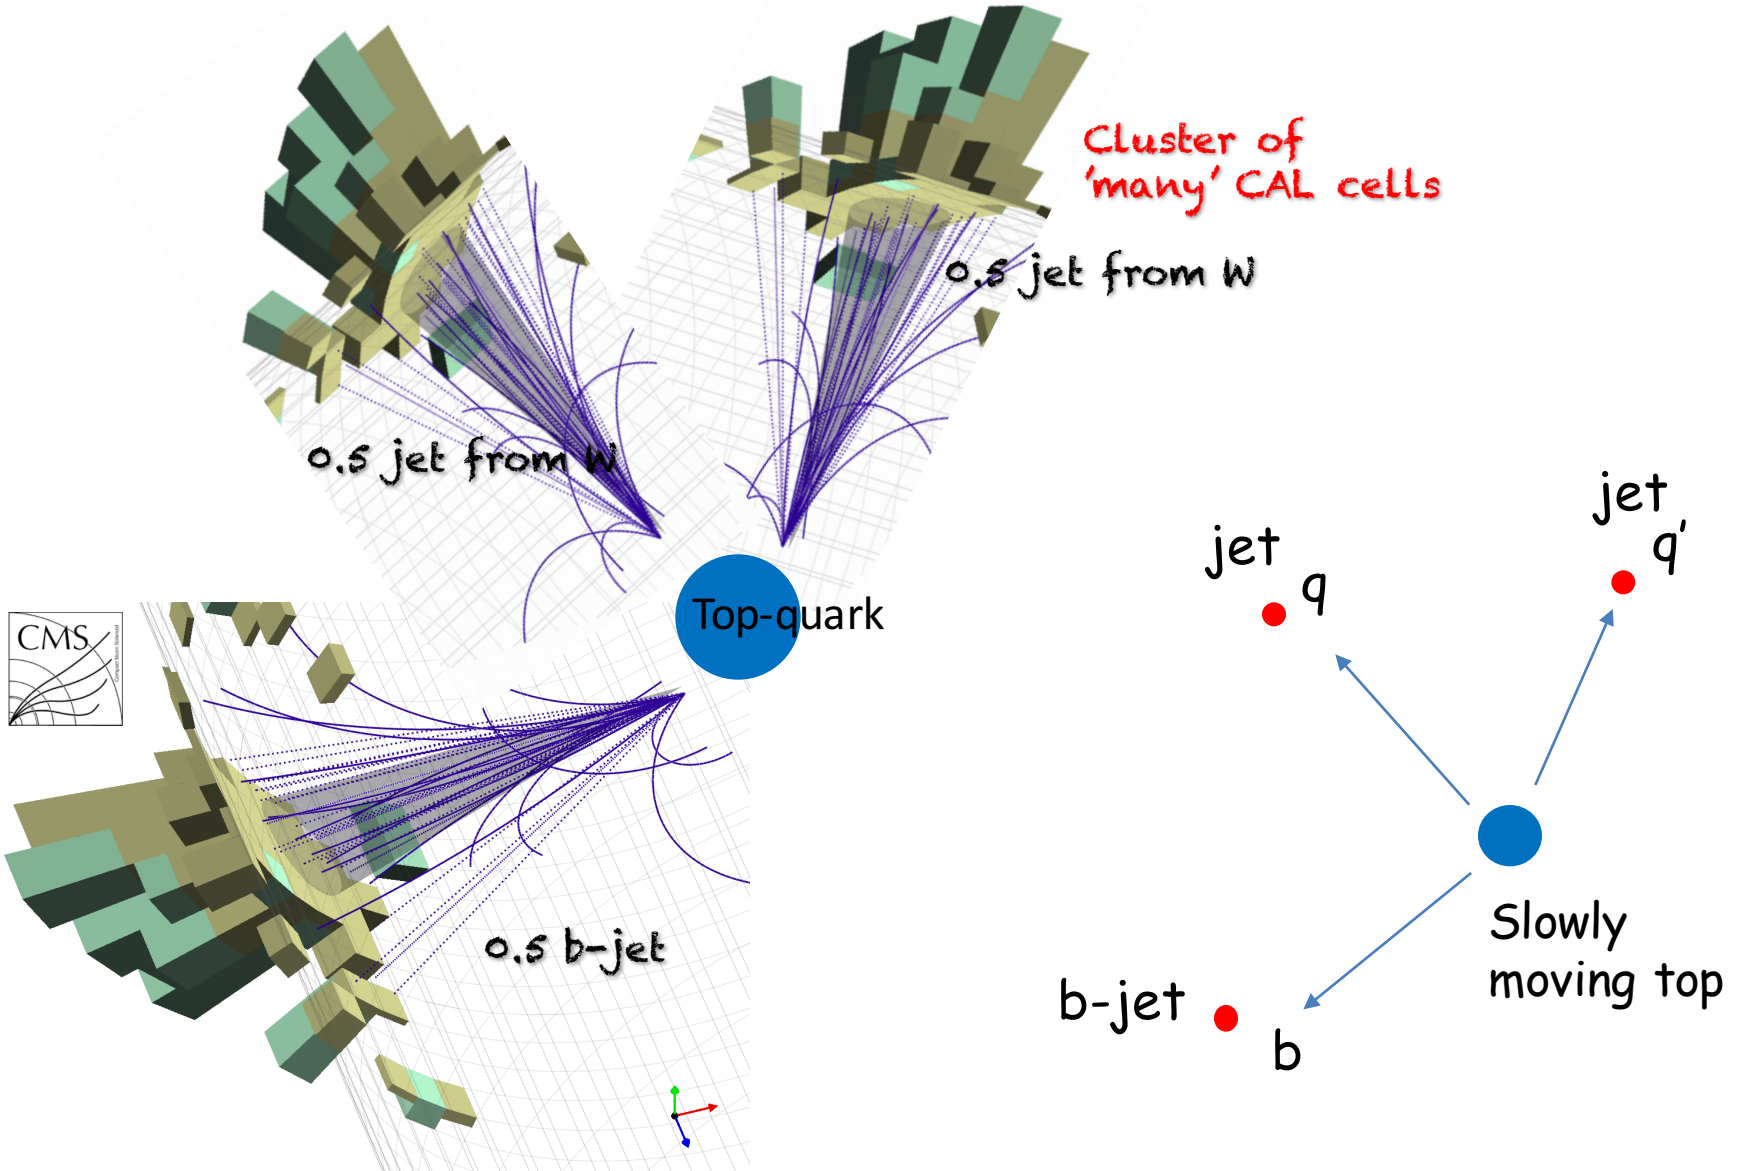 Cluster of
'many' CAL cells
0.5 jet from W
0.5 jet from W
Top-quark
CMS
0.5 b-jet
jet
q
jet
q'
Slowly
moving top
b-jet
b